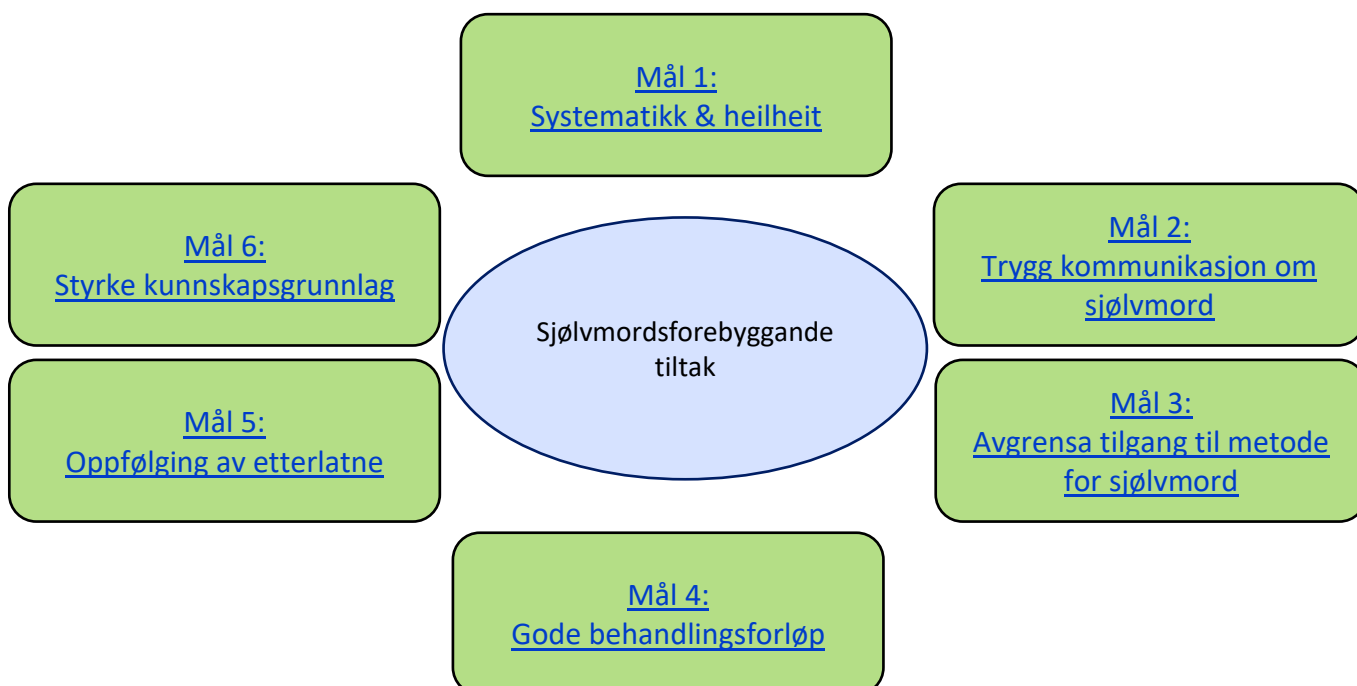 Mål 1:
Systematikk & heilheit
Mål 6:
Styrke kunnskapsgrunnlag
Mål 2:
Trygg kommunikasjon om
sjølvmord
Sjølvmordsforebyggande
tiltak
Mål 5:
Oppfølging av etterlatne
Mål 3:
Avgrensa tilgang til metode
for sjølvmord
Mål 4:
Gode behandlingsforløp